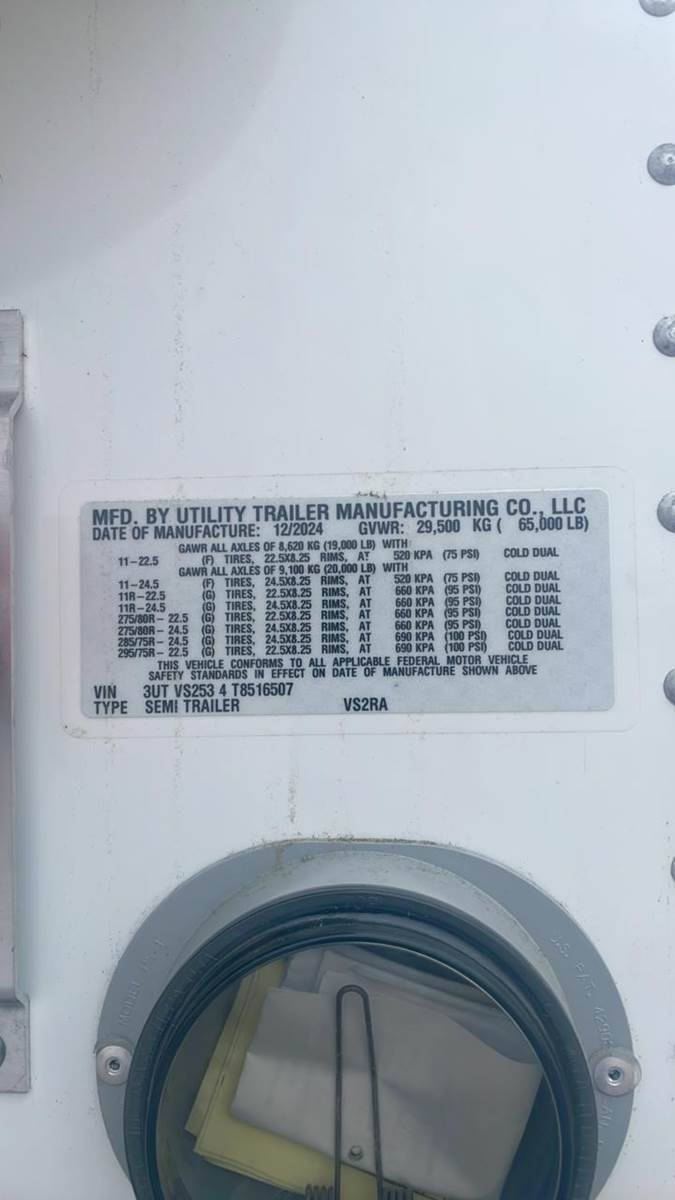 MFD. BY UTILITY TRAILER MANUFACTURING CO., LLC
DATE OF MANUFACTURE: 12/2024 GVWR: 29,500 KG ( 65,000 LB)
GAWR ALL AXLES OF 8,620 KG (19,000 LB) WITH
11-22.5 (F) TIRES, 22.5X8.25 RIMS, AT 520 KPA (75 PSI) COLD DUAL
GAWR ALL AXLES OF 9,100 KG (20,000 LB) WITH
11-24.5 (F) TIRES, 24.5X8.25 RIMS, AT 520 KPA (75 PSI) COLD DUAL
11R-22.5 (G) TIRES, 22.5X8.25 RIMS, AT 660 KPA (95 PSI) COLD DUAL
11R-24.5 (G) TIRES, 24.5X8.25 RIMS, AT 660 KPA (95 PSI) COLD DUAL
275/80R- 22.5 (G) TIRES, 22.5X8.25 RIMS, AT 660 KPA (95 PSI) COLD DUAL
275/80R- 24.5 (G) TIRES, 24.5X8.25 RIMS, AT 660 KPA (95 PSI) COLD DUAL
285/75R- 24.5 (G) TIRES, 24.5X8.25 RIMS, AT 690 KPA (100 PSI) COLD DUAL
295/75R- 22.5 (G) TIRES, 22.5X8.25 RIMS, AT 690 KPA (100 PSI) COLD DUAL
THIS VEHICLE CONFORMS TO ALL APPLICABLE FEDERAL MOTOR VEHICLE
SAFETY STANDARDS IN EFFECT ON DATE OF MANUFACTURE SHOWN ABOVE
VIN 3UT VS253 4 T8516507
TYPE SEMI TRAILER VS2RA
MODEL
U.S. PAT.